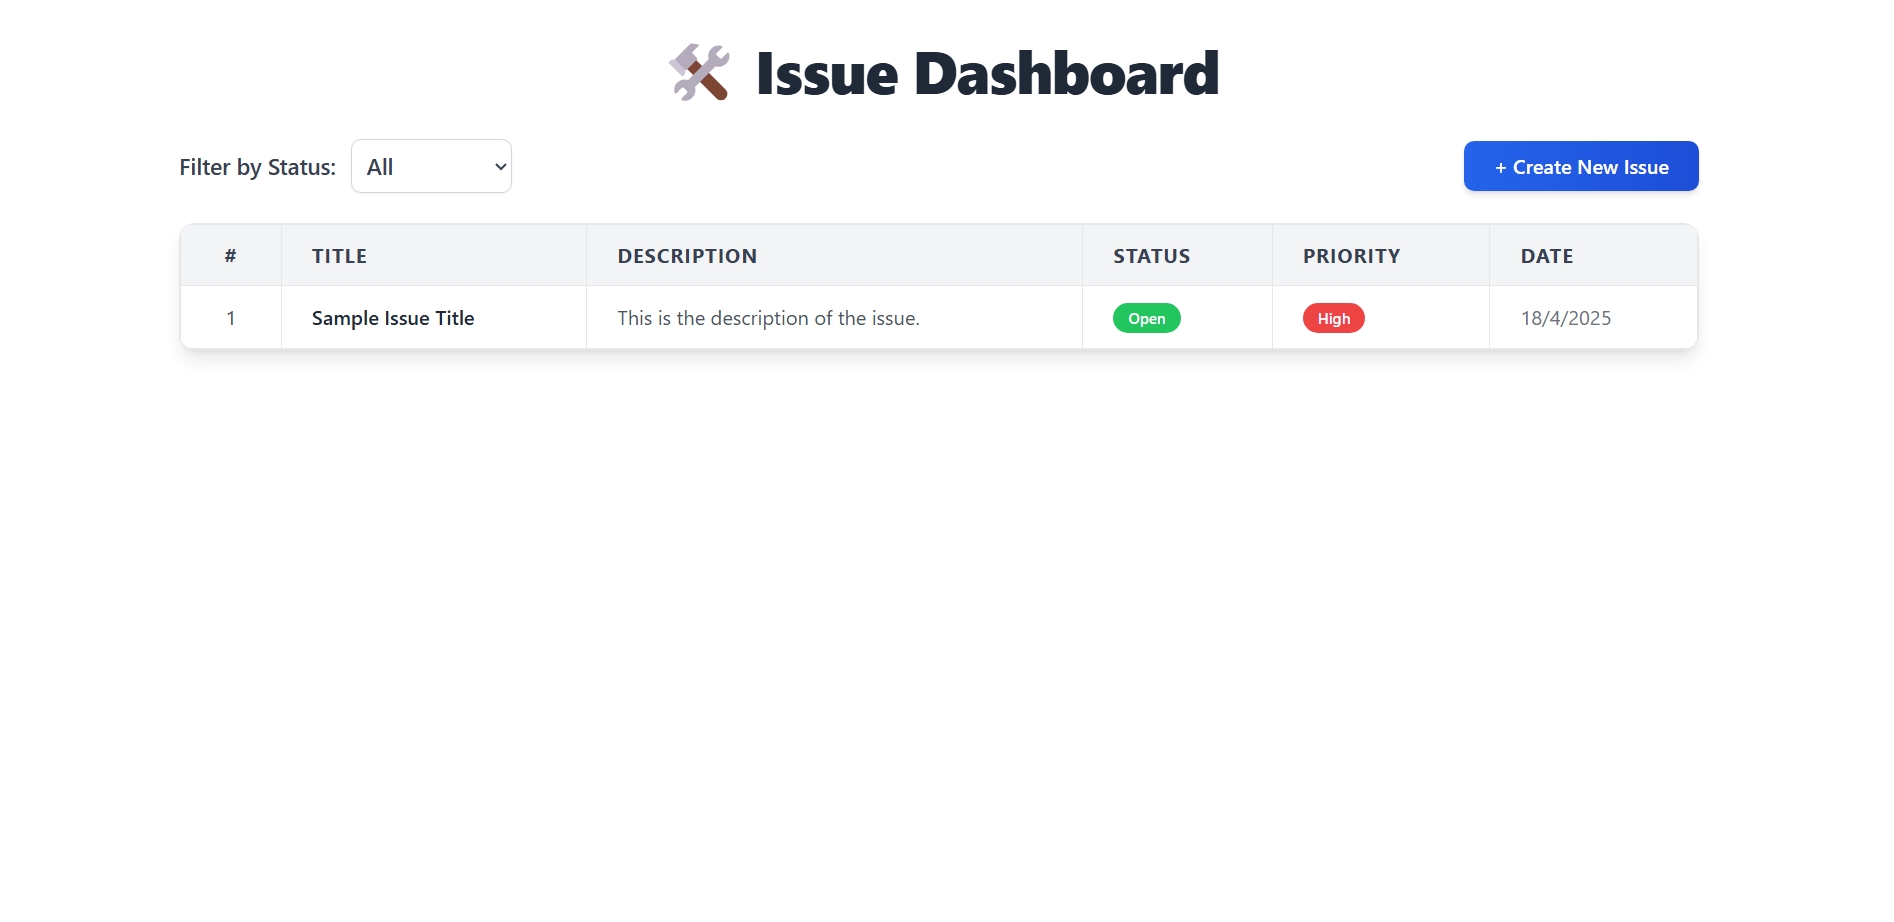 🛠️ Issue Dashboard
Filter by Status: All + Create New Issue
# TITLE DESCRIPTION STATUS PRIORITY DATE
1 Sample Issue Title This is the description of the issue. Open High 18/4/2025